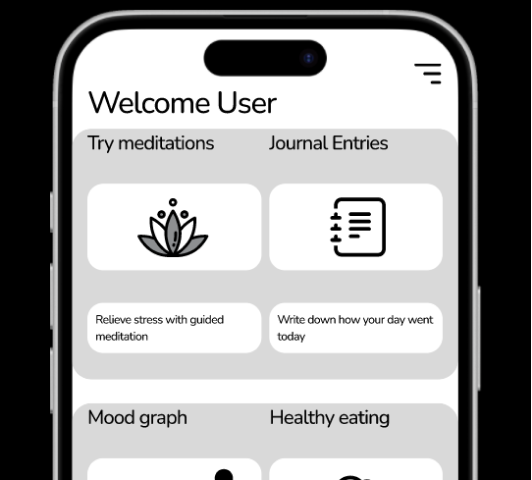 Welcome User
Try meditations
Journal Entries
Relieve stress with guided
meditation
Write down how your day went
today
Mood graph
Healthy eating